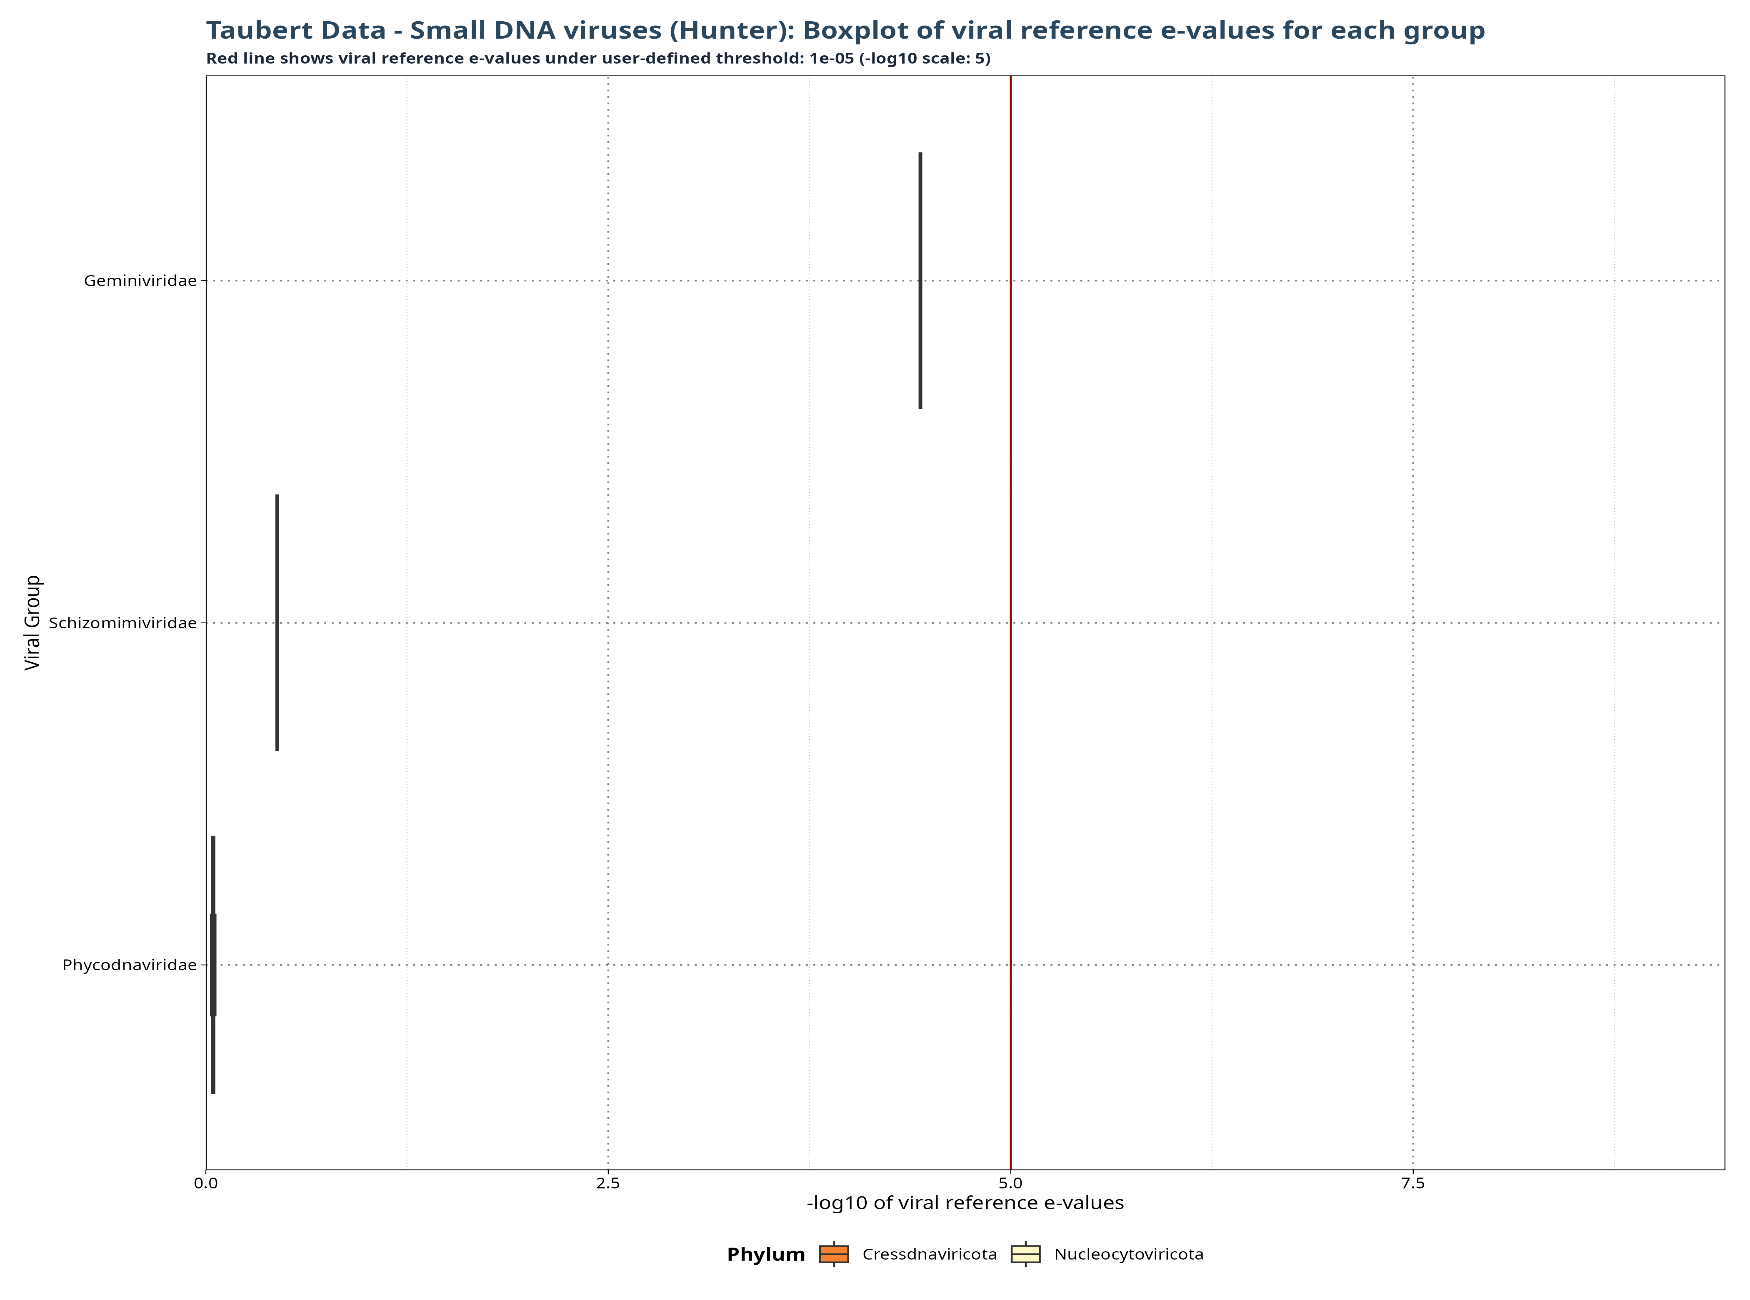 Taubert Data - Small DNA viruses (Hunter): Boxplot of viral reference e-values for each group
Red line shows viral reference e-values under user-defined threshold: 1e-05 (-log10 scale: 5)
Viral Group
Geminiviridae
Schizomimiviridae
Phycodnaviridae
0.0 2.5 5.0 7.5
-log10 of viral reference e-values
Phylum Cressdnaviricota Nucleocytoviricota